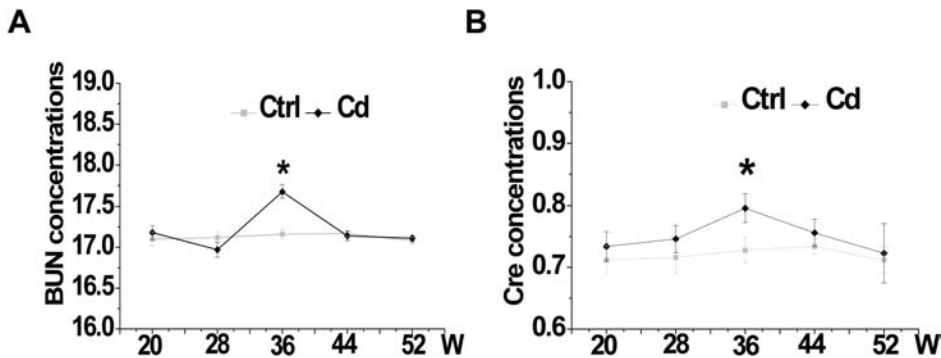 A
BUN concentrations
19.0
18.5
18.0
17.5
17.0
16.5
16.0
Ctrl Cd
*
20 28 36 44 52 W
B
Cre concentrations
1.0
0.9
0.8
0.7
0.6
Ctrl Cd
*
20 28 36 44 52 W